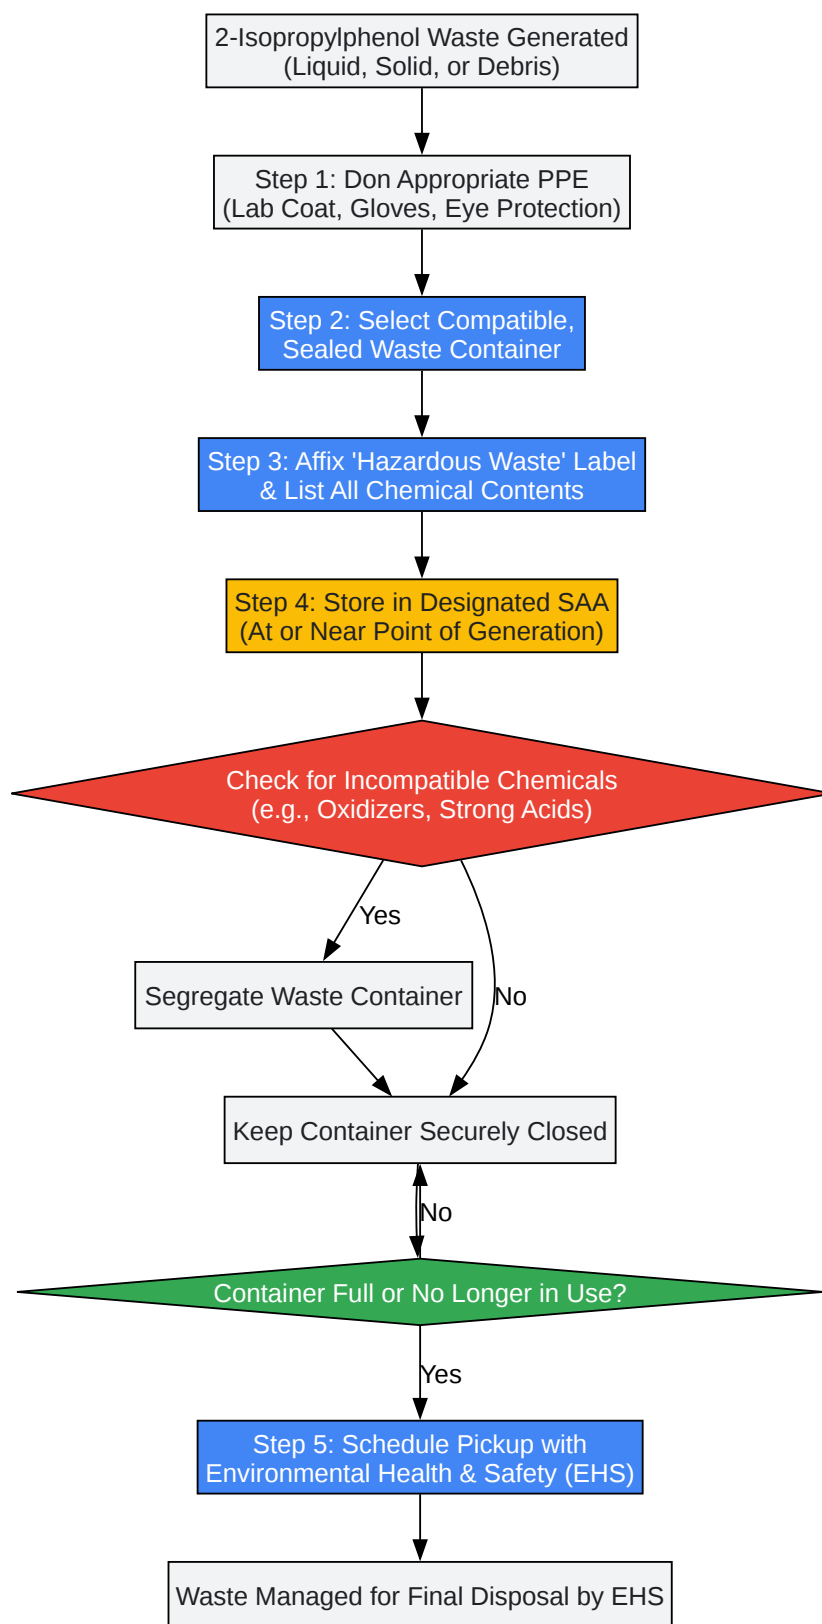 2-Isopropylphenol Waste Generated
(Liquid, Solid, or Debris)
Step 1: Don Appropriate PPE
(Lab Coat, Gloves, Eye Protection)
Step 2: Select Compatible,
Sealed Waste Container
Step 3: Affix 'Hazardous Waste' Label
& List All Chemical Contents
Step 4: Store in Designated SAA
(At or Near Point of Generation)
Check for Incompatible Chemicals
(e.g., Oxidizers, Strong Acids)
Yes
Segregate Waste Container
No
Keep Container Securely Closed
No
Container Full or No Longer in Use?
Yes
Step 5: Schedule Pickup with
Environmental Health & Safety (EHS)
Waste Managed for Final Disposal by EHS